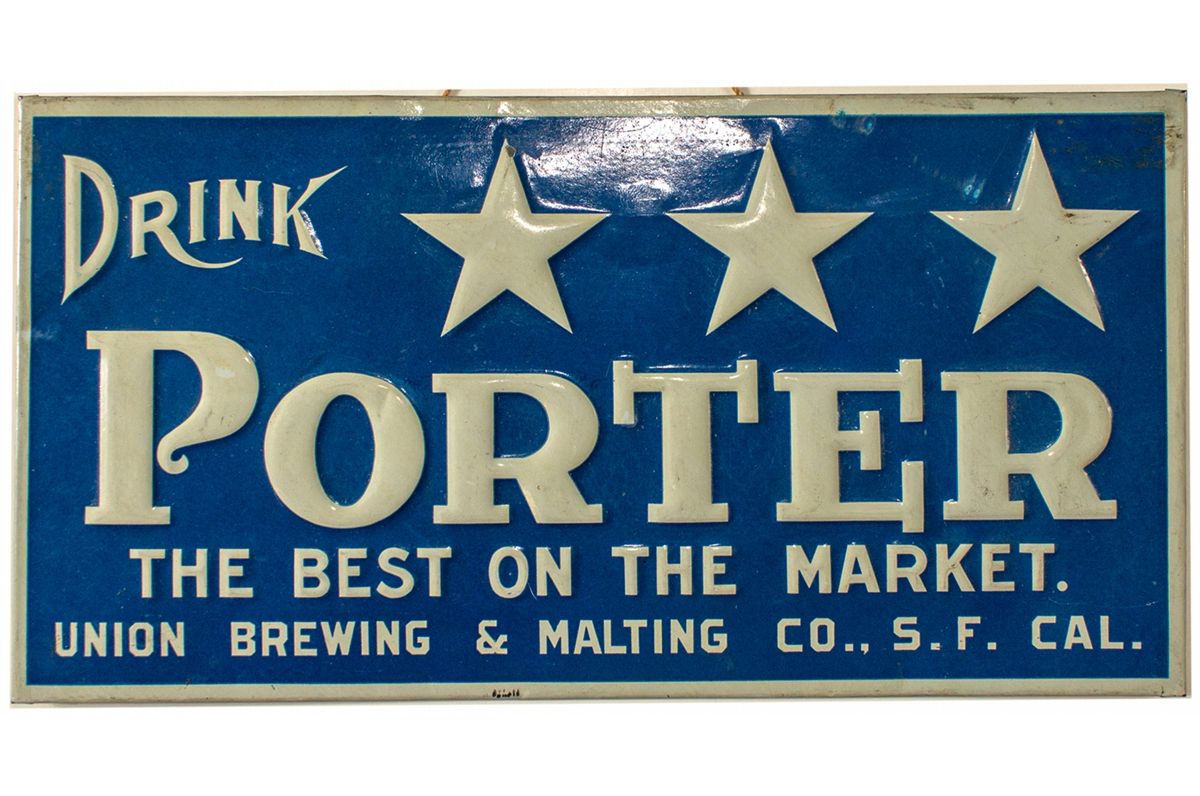 DRINK
PORTER
THE BEST ON THE MARKET.
UNION BREWING & MALTING CO., S.F. CAL.